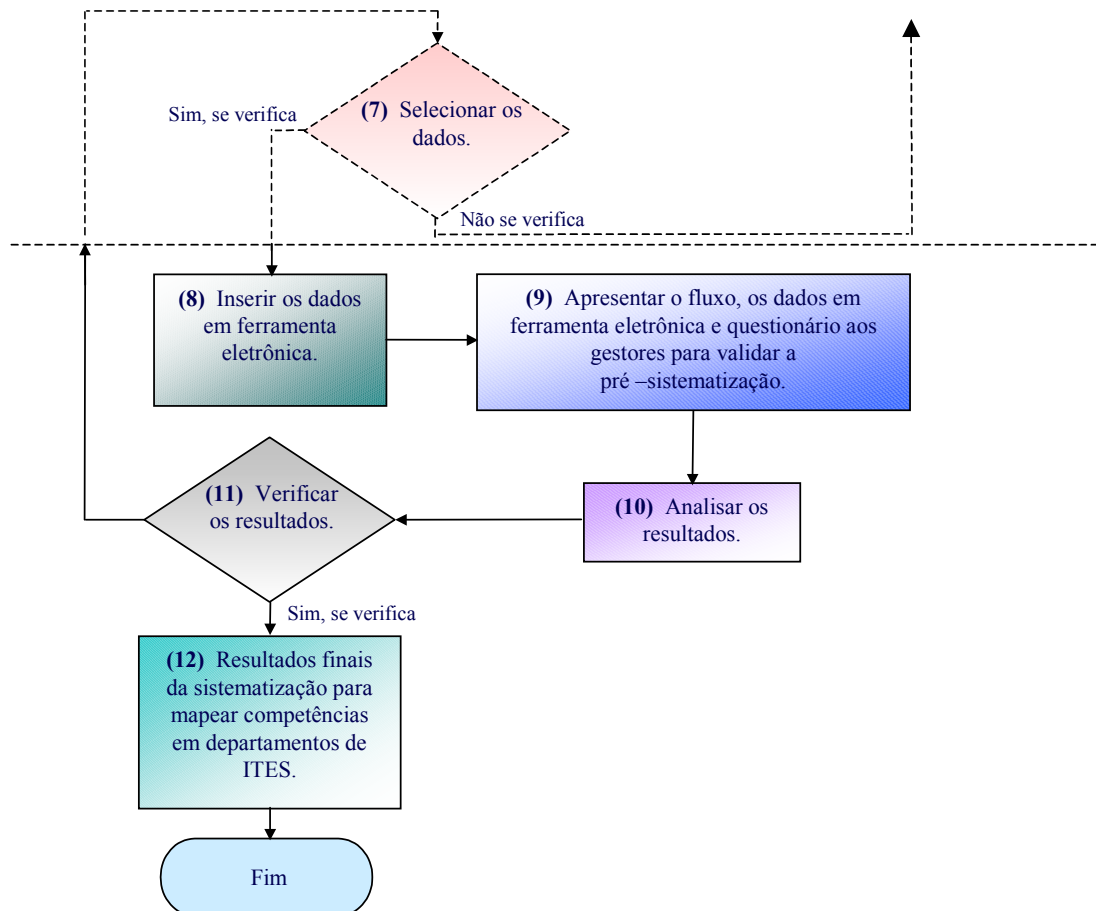 (7) Selecionar os
dados.
Sim, se verifica
Não se verifica
(8) Inserir os dados
em ferramenta
eletrônica.
(9) Apresentar o fluxo, os dados em
ferramenta eletrônica e questionário aos
gestores para validar a
pré –sistematização.
(10) Analisar os
resultados.
(11) Verificar
os resultados.
Sim, se verifica
(12) Resultados finais
da sistematização para
mapear competências
em departamentos de
ITES.
Fim